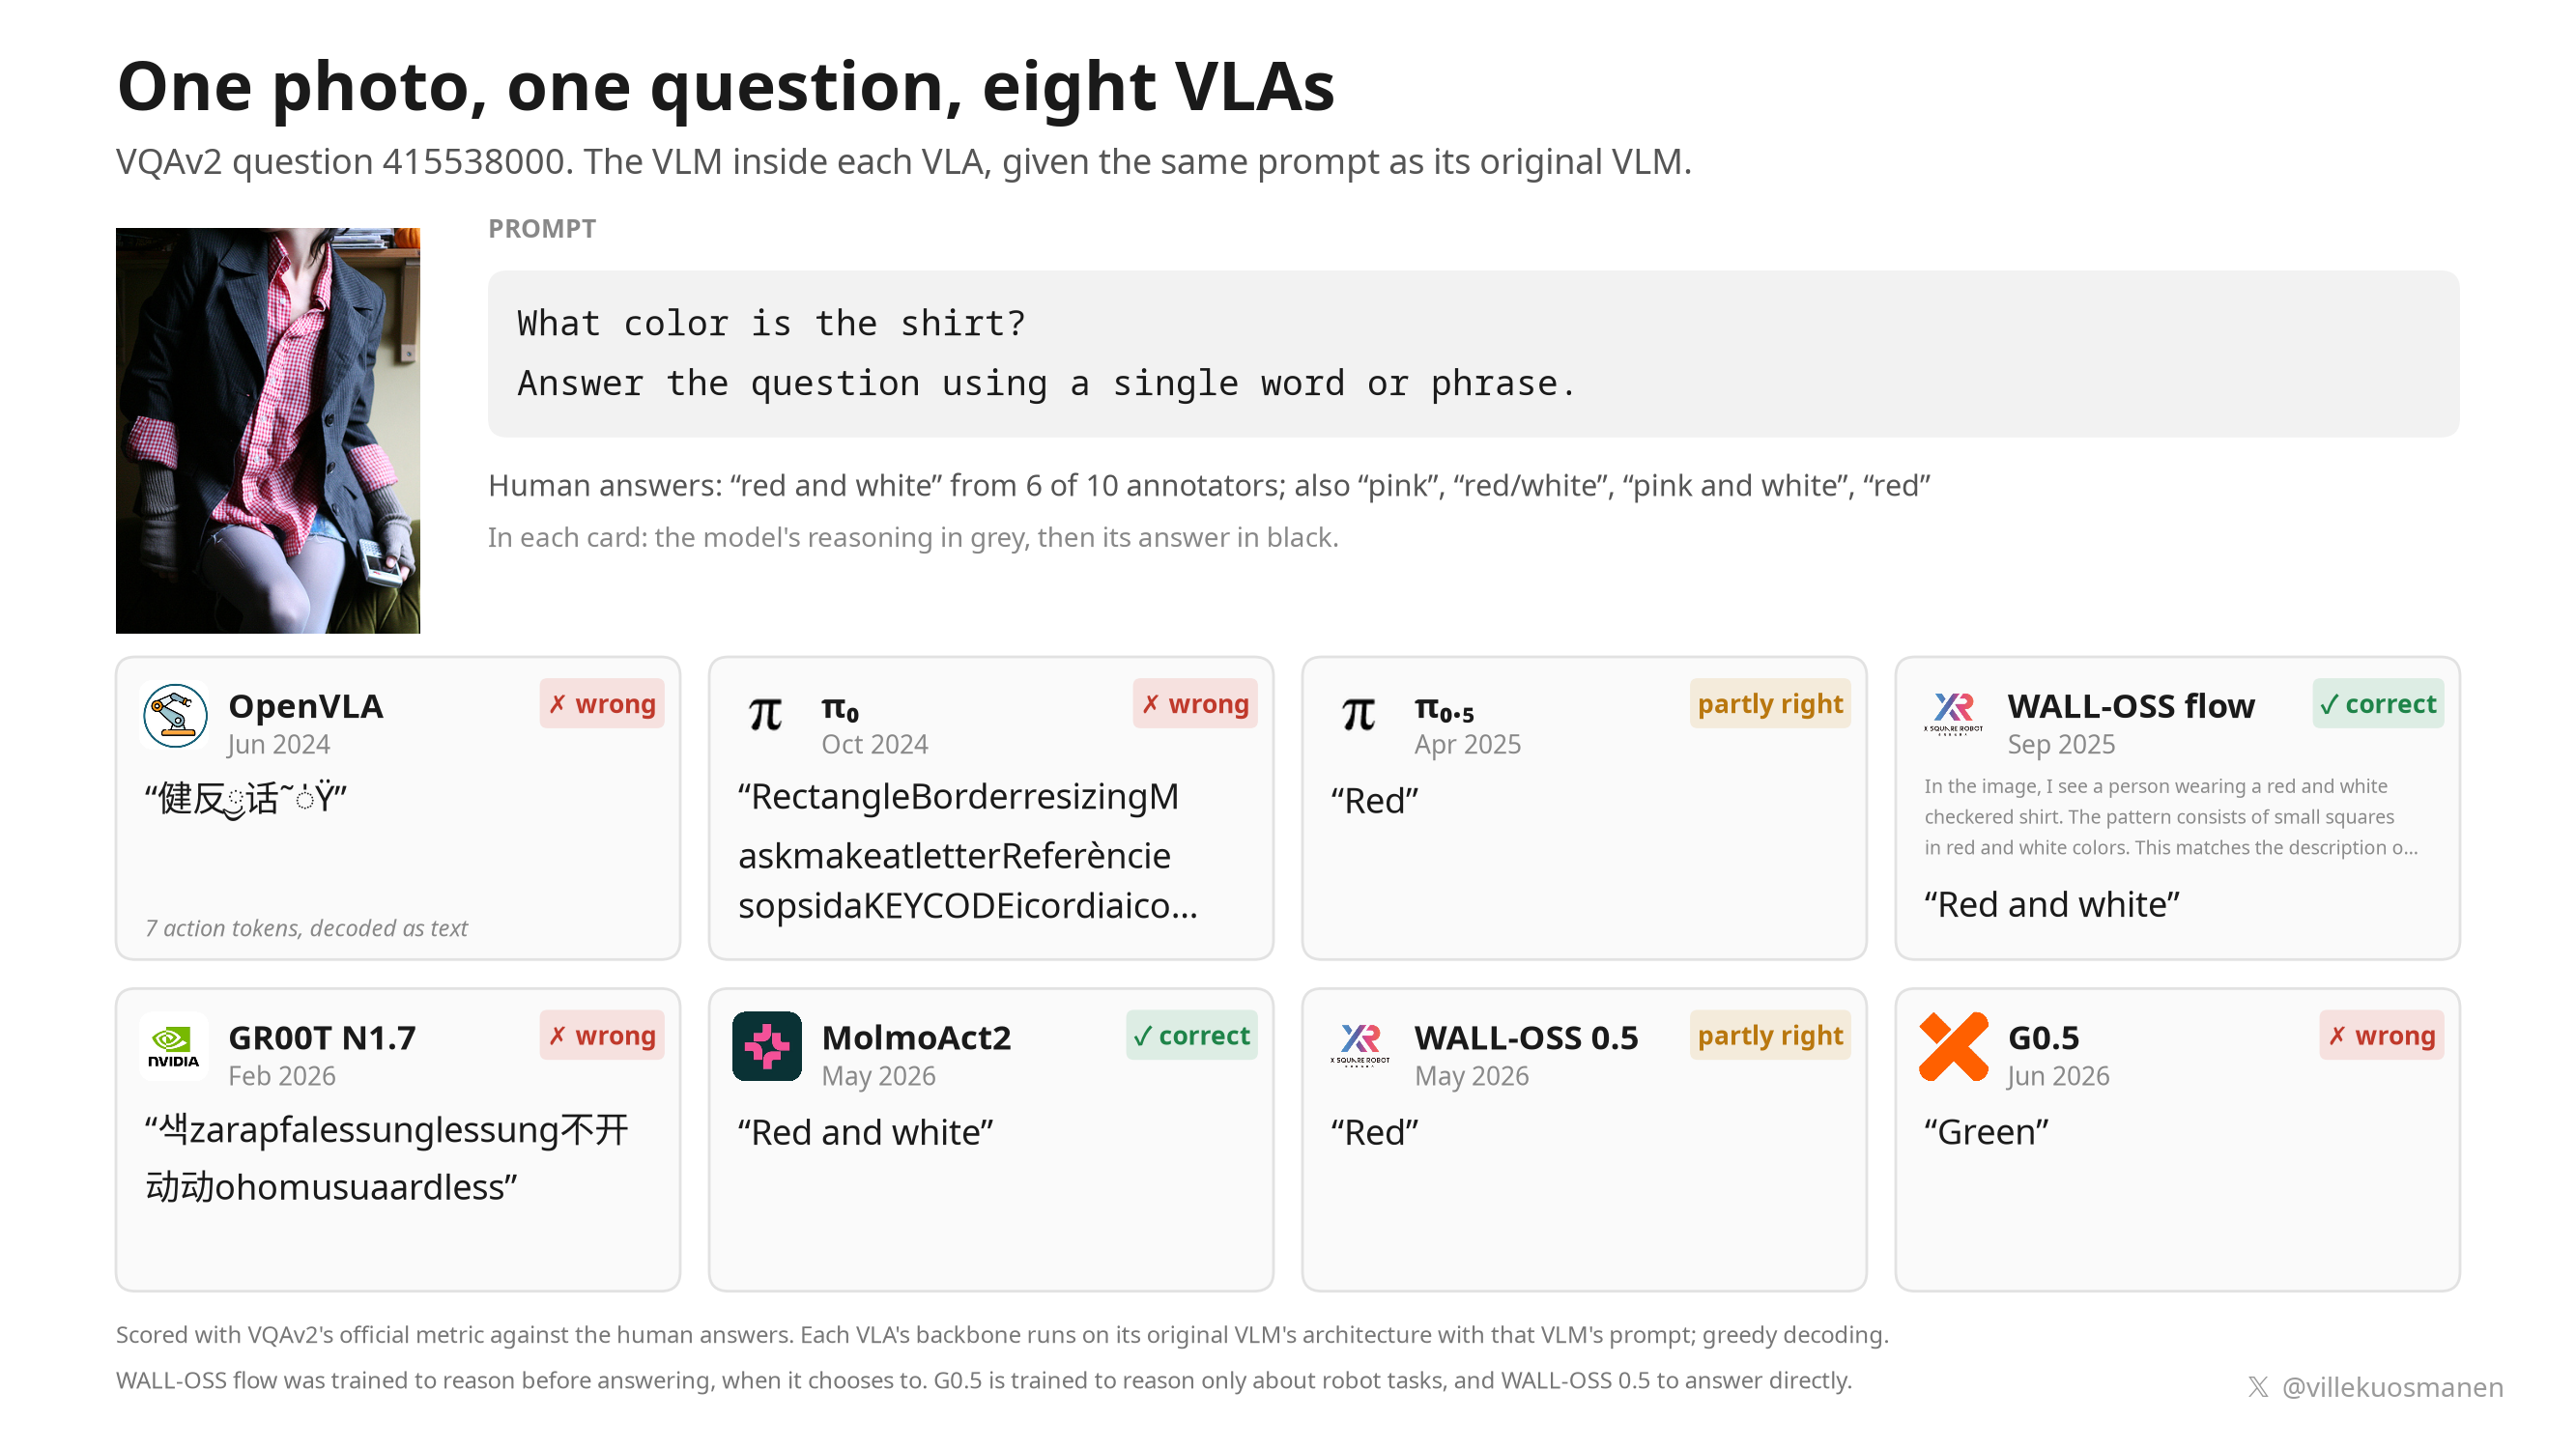 One photo, one question, eight VLAs
VQAv2 question 415538000. The VLM inside each VLA, given the same prompt as its original VLM.
PROMPT
What color is the shirt?
Answer the question using a single word or phrase.
Human answers: “red and white” from 6 of 10 annotators; also “pink”, “red/white”, “pink and white”, “red”
In each card: the model's reasoning in grey, then its answer in black.
OpenVLA
✗ wrong
Jun 2024
“健反话˜Ÿ”
7 action tokens, decoded as text
π₀
✗ wrong
Oct 2024
“RectangleBorderresizingM
askmakeatletterReferències
sopsidaKEYCODEicordiaico…
π₀.₅
partly right
Apr 2025
“Red”
X SQUARE ROBOT
WALL-OSS flow
✓ correct
Sep 2025
In the image, I see a person wearing a red and white
checkered shirt. The pattern consists of small squares
in red and white colors. This matches the description o…
“Red and white”
NVIDIA
GR00T N1.7
✗ wrong
Feb 2026
“색zarapfalessunglessung不开
动动ohomusuaardless”
MolmoAct2
✓ correct
May 2026
“Red and white”
X SQUARE ROBOT
WALL-OSS 0.5
partly right
May 2026
“Red”
G0.5
✗ wrong
Jun 2026
“Green”
Scored with VQAv2's official metric against the human answers. Each VLA's backbone runs on its original VLM's architecture with that VLM's prompt; greedy decoding.
WALL-OSS flow was trained to reason before answering, when it chooses to. G0.5 is trained to reason only about robot tasks, and WALL-OSS 0.5 to answer directly.
𝕏 @villekuosmanen